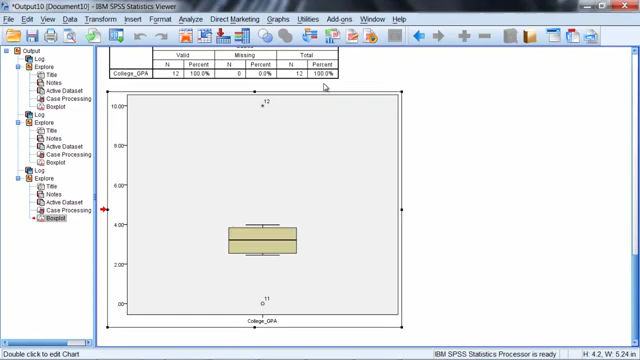 *Output10 [Document10] - IBM SPSS Statistics Viewer
File Edit View Data Transform Insert Format Analyze Direct Marketing Graphs Utilities Add-ons Window Help
Output
Log
Explore
Title
Notes
Active Dataset
Case Processing
Boxplot
Log
Explore
Title
Notes
Active Dataset
Case Processing
Boxplot
Log
Explore
Title
Notes
Active Dataset
Case Processing
Boxplot
Valid Missing Total
N Percent N Percent N Percent
College_GPA 12 100.0% 0 0.0% 12 100.0%
10.00
12
8.00
6.00
4.00
2.00
.00
11
College_GPA
Double click to edit Chart
IBM SPSS Statistics Processor is ready
H: 4.2, W: 5.24 in